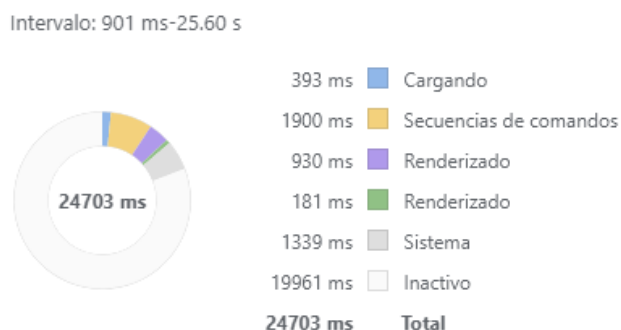 Intervalo: 901 ms-25.60 s
393 ms Cargando
1900 ms Secuencias de comandos
930 ms Renderizado
24703 ms
181 ms Renderizado
1339 ms Sistema
19961 ms Inactivo
24703 ms Total